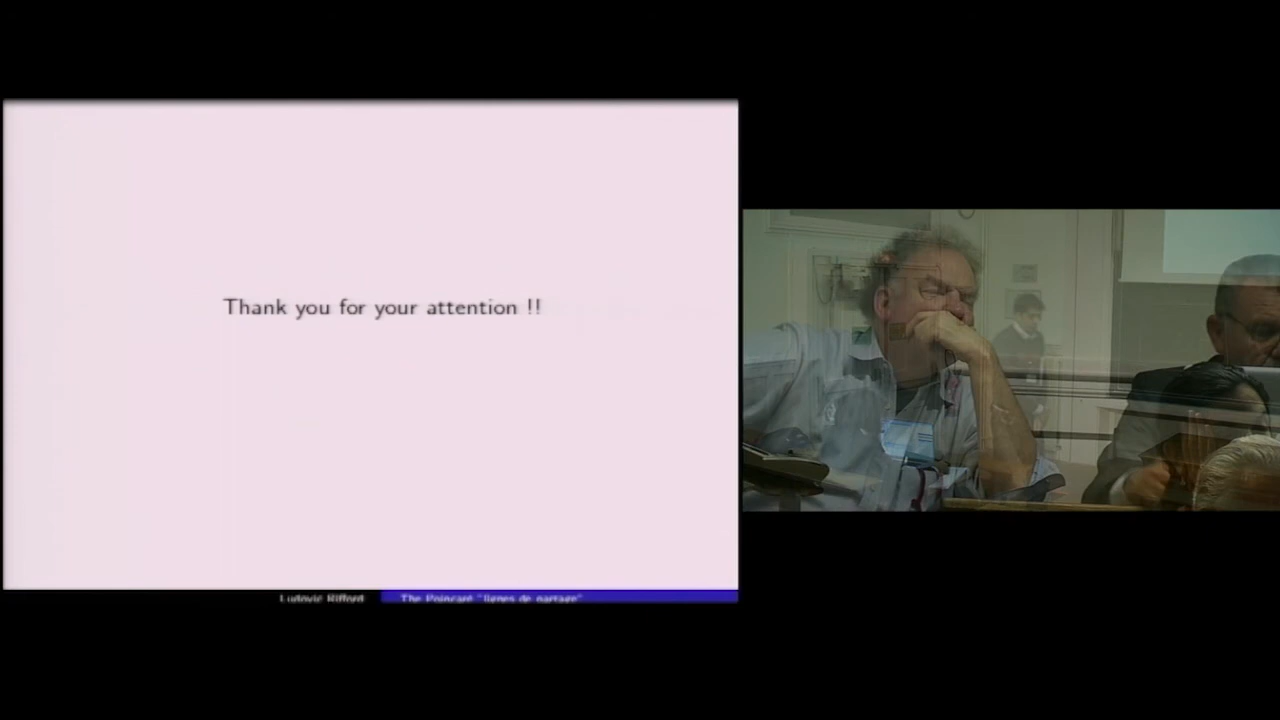 Thank you for your attention !!
Ludovic Rifford The Poincaré "lignes de partage"